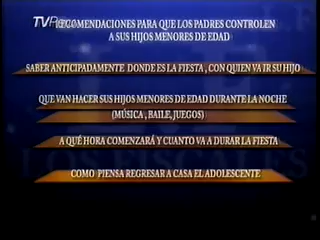 TVPerú
RECOMENDACIONES PARA QUE LOS PADRES CONTROLEN
A SUS HIJOS MENORES DE EDAD
SABER ANTICIPADAMENTE DONDE ES LA FIESTA , CON QUIEN VA IR SU HIJO
QUE VAN HACER SUS HIJOS MENORES DE EDAD DURANTE LA NOCHE
(MÚSICA , BAILE, JUEGOS)
A QUÉ HORA COMENZARÁ Y CUANTO VA A DURAR LA FIESTA
LOS FISCALES
COMO PIENSA REGRESAR A CASA EL ADOLESCENTE